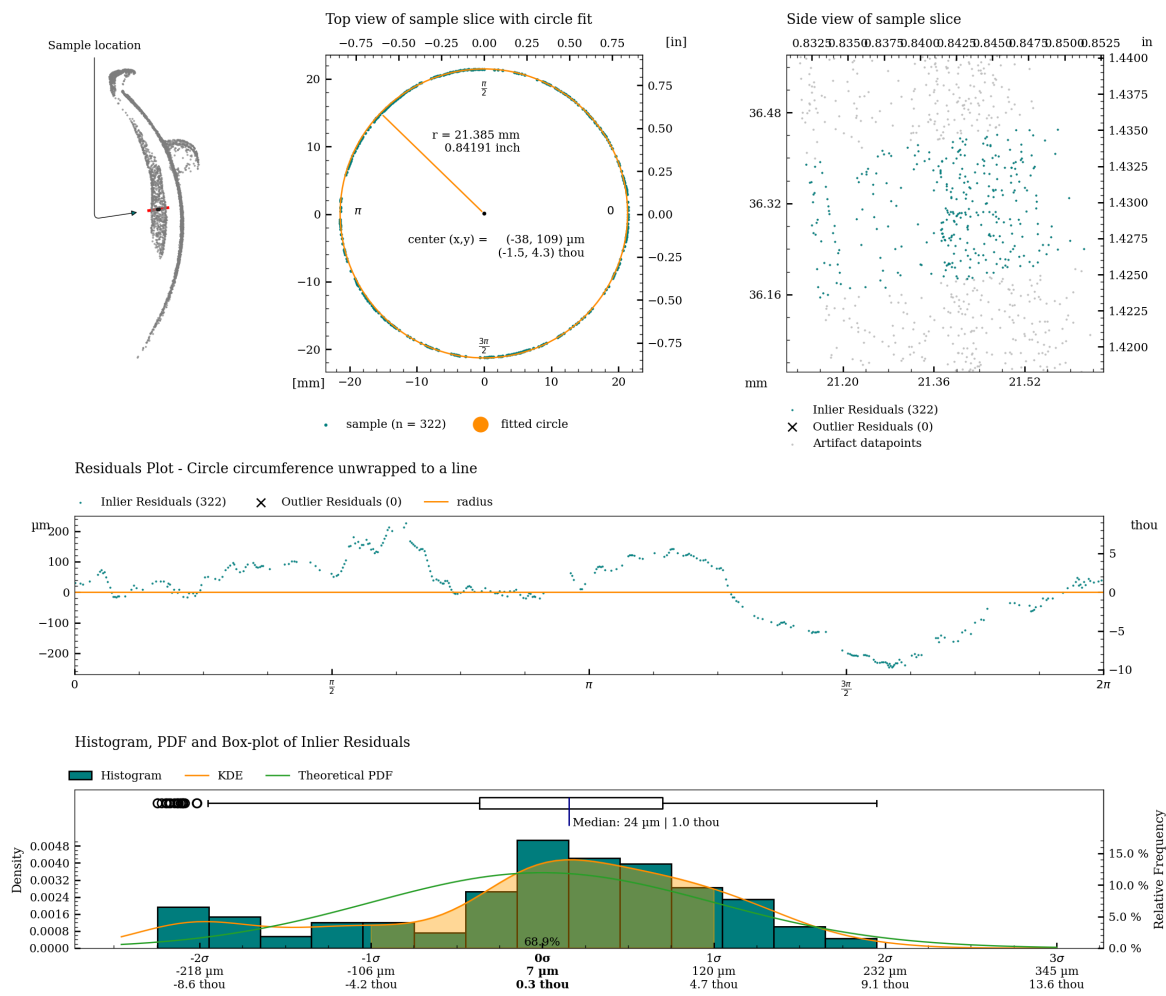 Sample location
Top view of sample slice with circle fit
−0.75 −0.50 −0.25 0.00 0.25 0.50 0.75 [in]
20
10
0
−10
−20
0.75
0.50
0.25
0.00
−0.25
−0.50
−0.75
π/2
r = 21.385 mm
0.84191 inch
π
0
center (x,y) = (-38, 109) µm
(-1.5, 4.3) thou
3π/2
[mm] −20 −10 0 10 20
sample (n = 322) fitted circle
Side view of sample slice
0.8325 0.8350 0.8375 0.8400 0.8425 0.8450 0.8475 0.8500 0.8525 in
36.48
36.32
36.16
1.4400
1.4375
1.4350
1.4325
1.4300
1.4275
1.4250
1.4225
1.4200
mm 21.20 21.36 21.52
Inlier Residuals (322)
Outlier Residuals (0)
Artifact datapoints
Residuals Plot - Circle circumference unwrapped to a line
Inlier Residuals (322) Outlier Residuals (0) radius
µm thou
200
100
0
−100
−200
5
0
−5
−10
0 π/2 π 3π/2 2π
Histogram, PDF and Box-plot of Inlier Residuals
Histogram KDE Theoretical PDF
Median: 24 µm | 1.0 thou
Density
0.0048
0.0040
0.0032
0.0024
0.0016
0.0008
0.0000
15.0 %
10.0 %
5.0 %
0.0 %
Relative Frequency
68.9%
-2σ -1σ 0σ 1σ 2σ 3σ
-218 µm -106 µm 7 µm 120 µm 232 µm 345 µm
-8.6 thou -4.2 thou 0.3 thou 4.7 thou 9.1 thou 13.6 thou